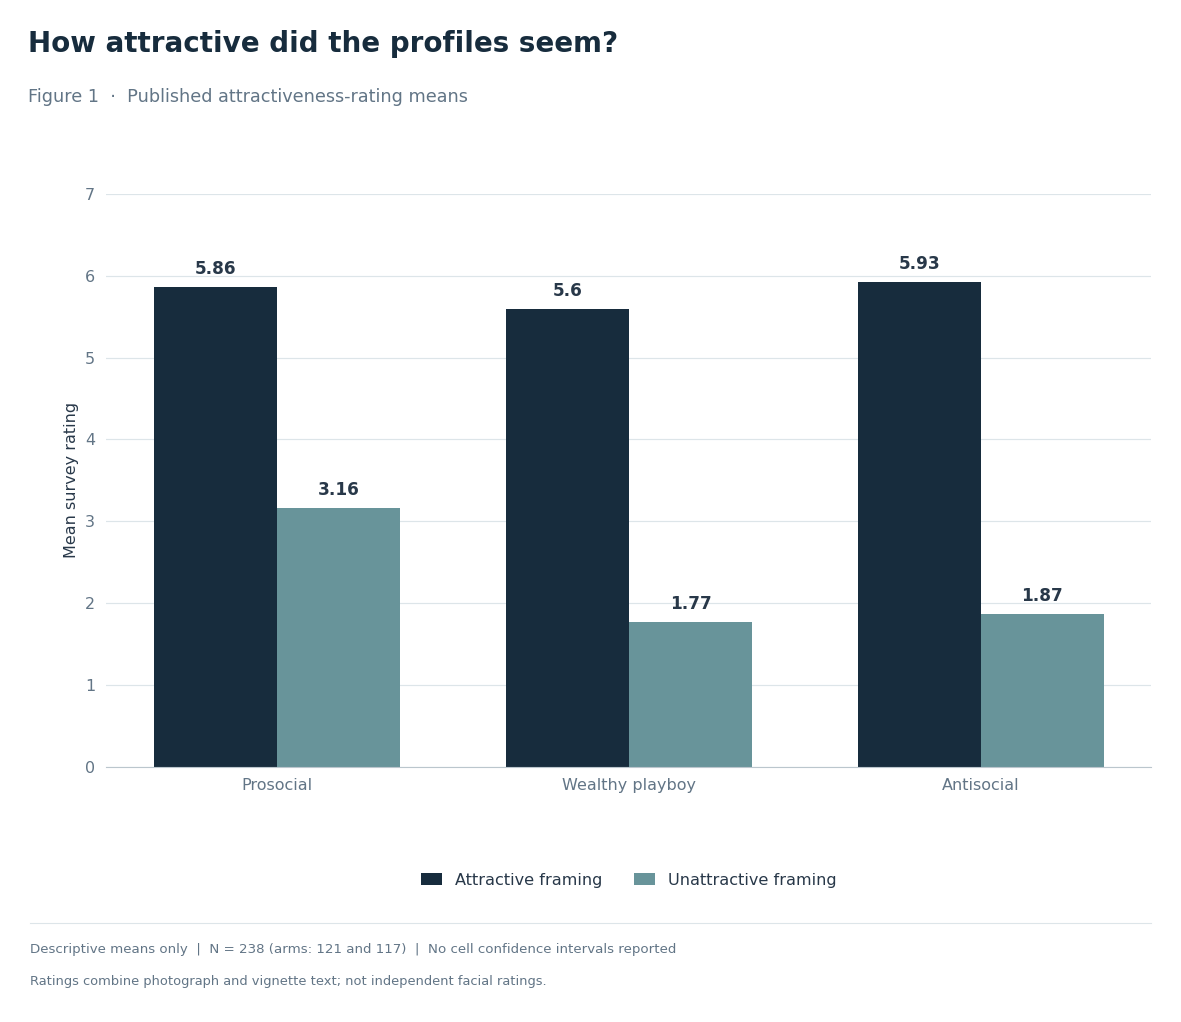 How attractive did the profiles seem?
Figure 1 · Published attractiveness-rating means
7
6
5
4
3
2
1
0
Mean survey rating
5.86
3.16
5.6
1.77
5.93
1.87
Prosocial
Wealthy playboy
Antisocial
Attractive framing
Unattractive framing
Descriptive means only | N = 238 (arms: 121 and 117) | No cell confidence intervals reported
Ratings combine photograph and vignette text; not independent facial ratings.